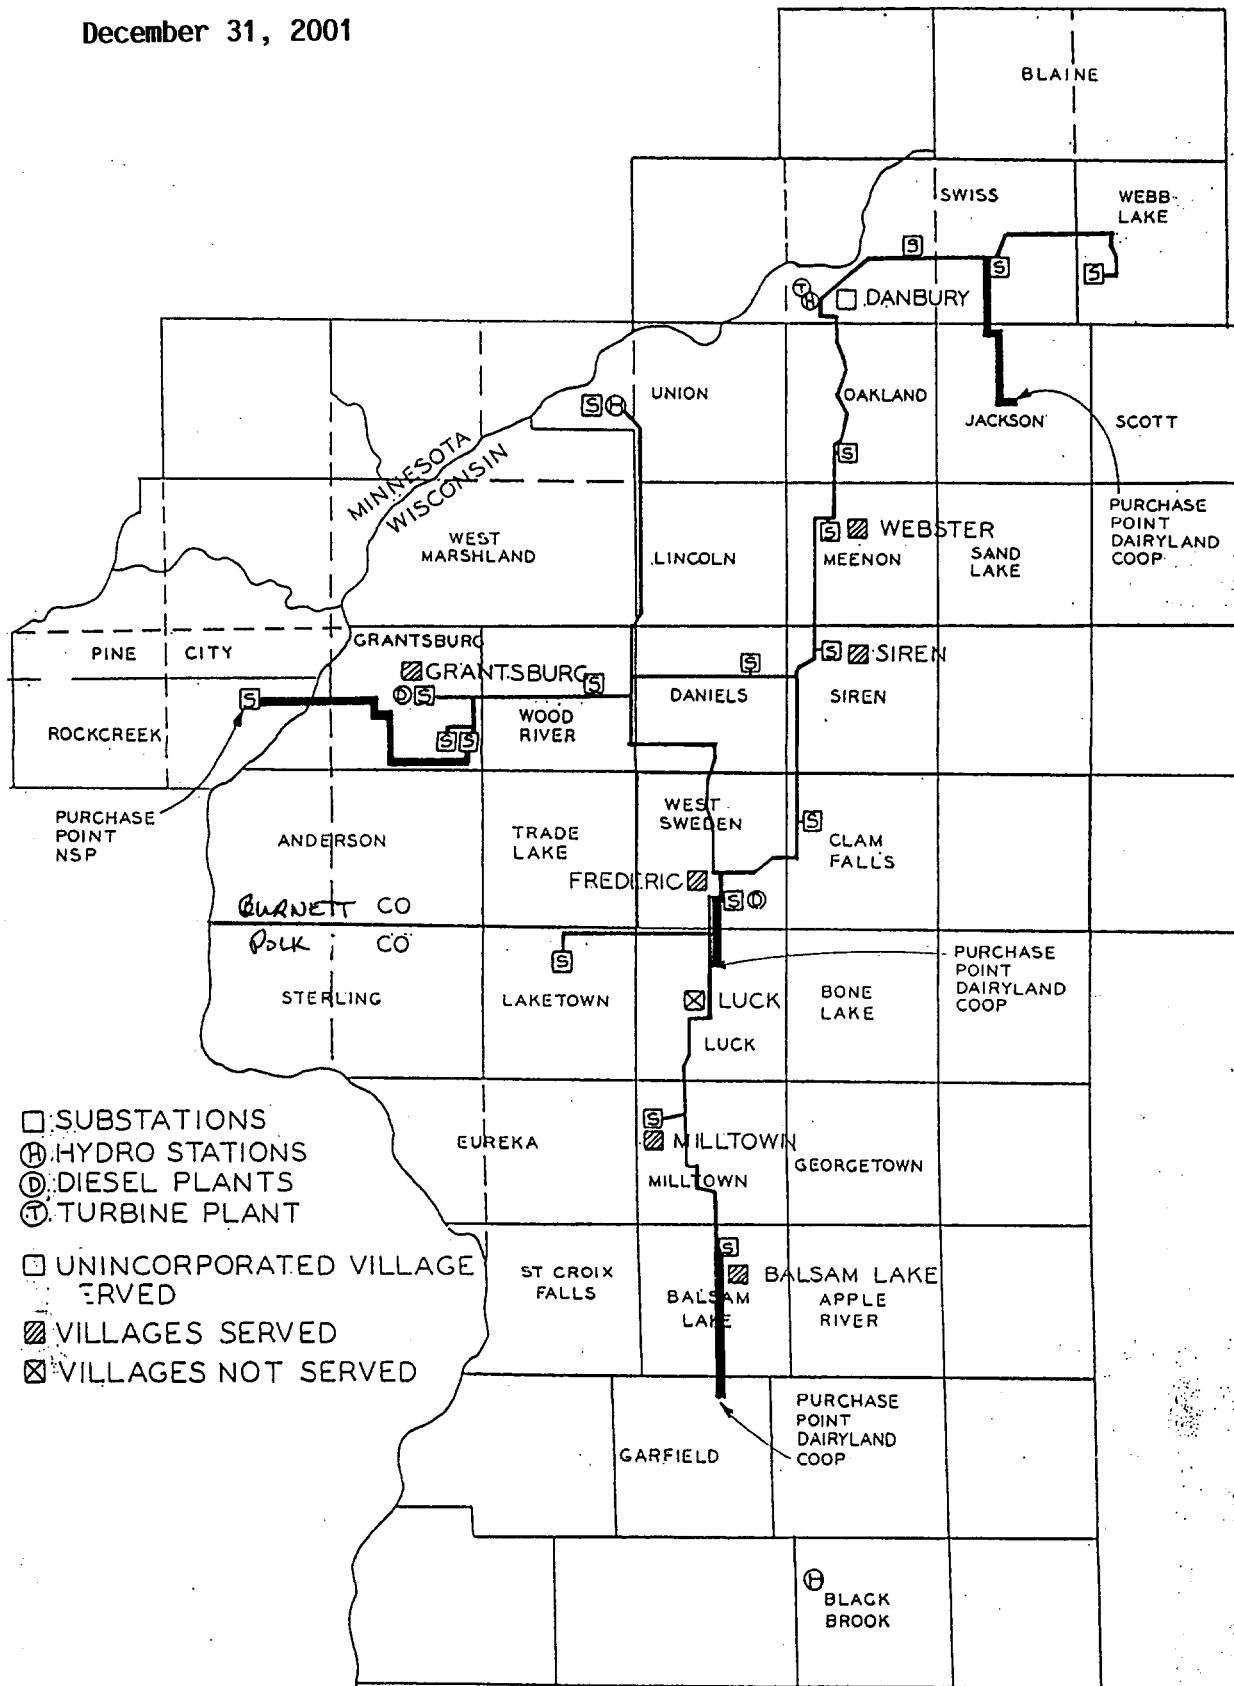 December 31, 2001
BLAINE
SWISS
WEBB
LAKE
S
S
S
T
H
DANBURY
UNION
OAKLAND
JACKSON
SCOTT
S
H
S
MINNESOTA
WISCONSIN
PURCHASE
POINT
DAIRYLAND
COOP
WEST
MARSHLAND
LINCOLN
S
WEBSTER
MEENON
SAND
LAKE
PINE CITY
GRANTSBURG
GRANTSBURG
D
S
S
S
S
SIREN
SIREN
DANIELS
S
ROCKCREEK
WOOD
RIVER
S
S
PURCHASE
POINT
NSP
ANDERSON
TRADE
LAKE
WEST
SWEDEN
S
CLAM
FALLS
FREDERIC
S
D
BURNETT CO
POLK CO
S
PURCHASE
POINT
DAIRYLAND
COOP
STERLING
LAKETOWN
LUCK
BONE
LAKE
LUCK
SUBSTATIONS
H HYDRO STATIONS
D DIESEL PLANTS
T TURBINE PLANT
UNINCORPORATED VILLAGE
ERVED
VILLAGES SERVED
VILLAGES NOT SERVED
EUREKA
S
MILLTOWN
MILLTOWN
GEORGETOWN
ST CROIX
FALLS
S
BALSAM LAKE
BALSAM
LAKE
APPLE
RIVER
PURCHASE
POINT
DAIRYLAND
COOP
GARFIELD
H
BLACK
BROOK